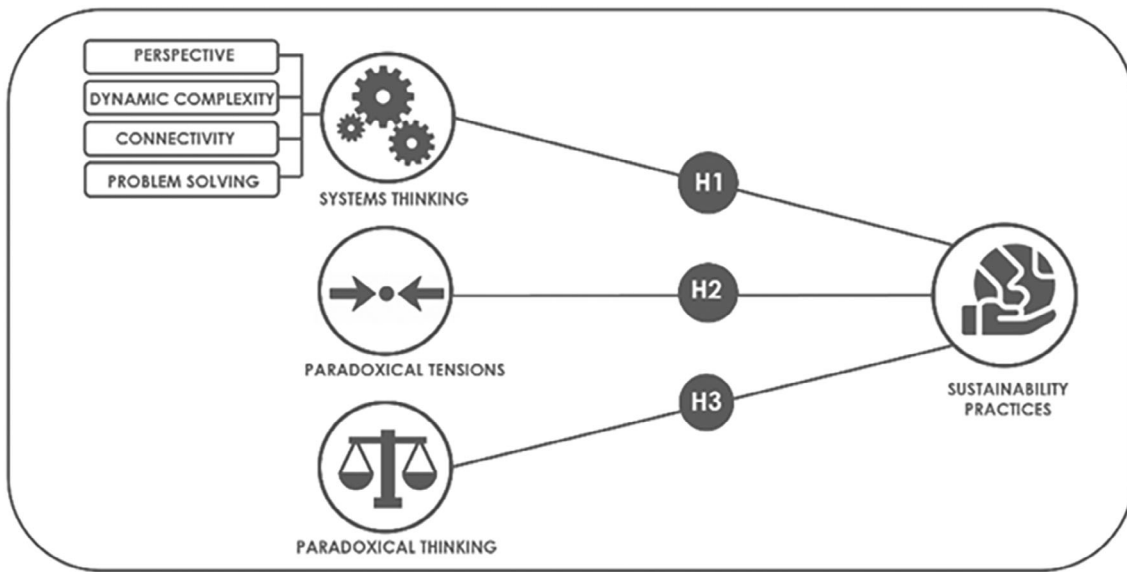 PERSPECTIVE
DYNAMIC COMPLEXITY
CONNECTIVITY
PROBLEM SOLVING
SYSTEMS THINKING
H1
PARADOXICAL TENSIONS
H2
H3
SUSTAINABILITY
PRACTICES
PARADOXICAL THINKING